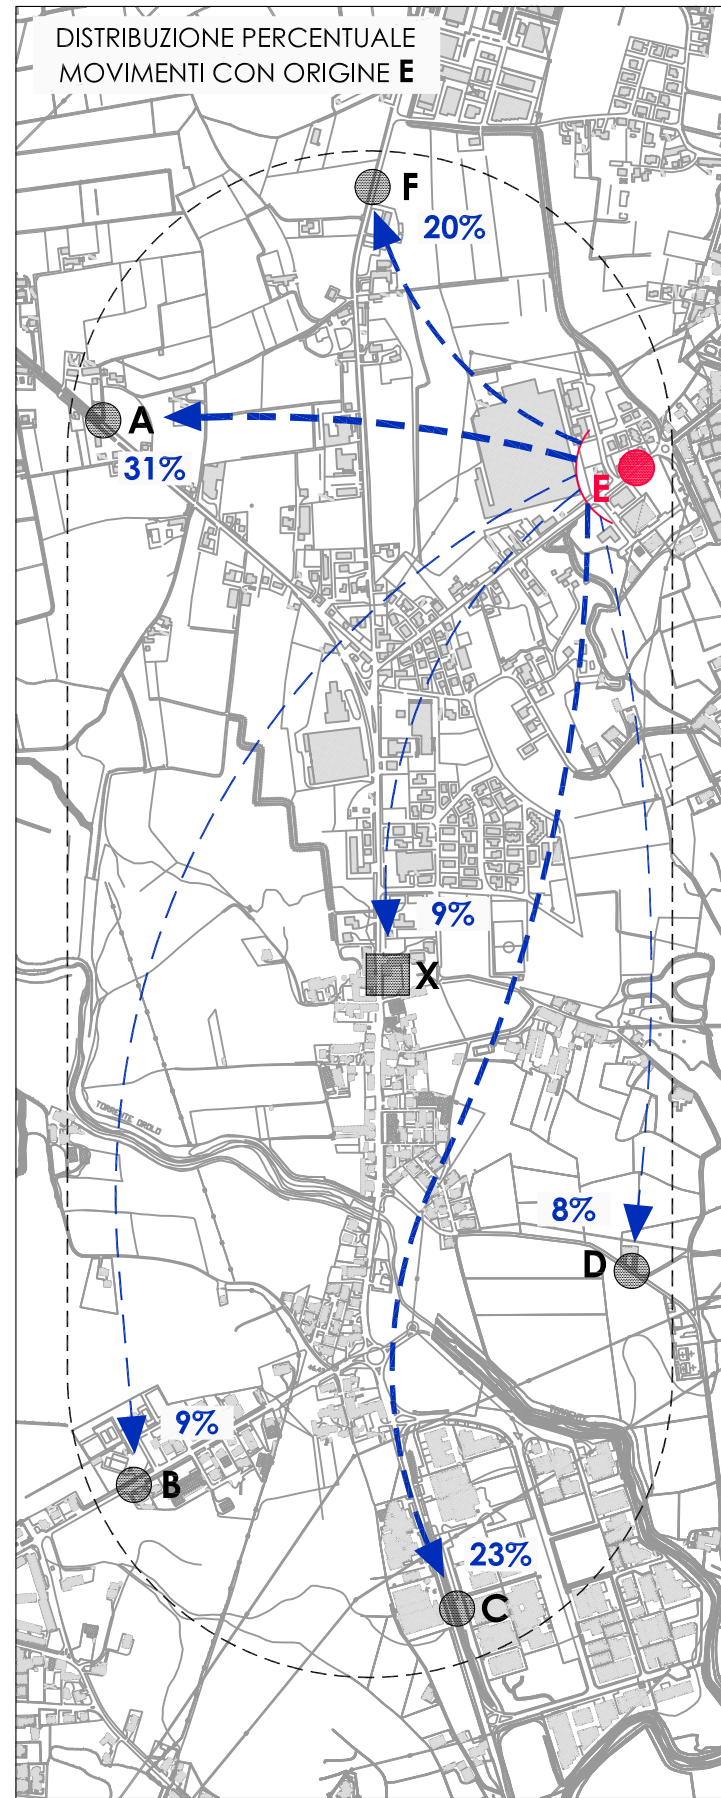 DISTRIBUZIONE PERCENTUALE
MOVIMENTI CON ORIGINE E
F
20%
A
31%
E
9%
X
TORRENTE OROLO
8%
D
9%
B
23%
C